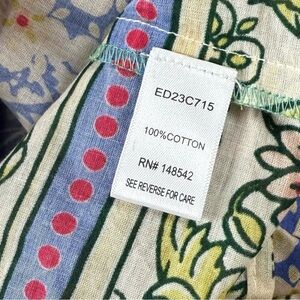 ED23C715
100%COTTON
RN# 148542
SEE REVERSE FOR CARE